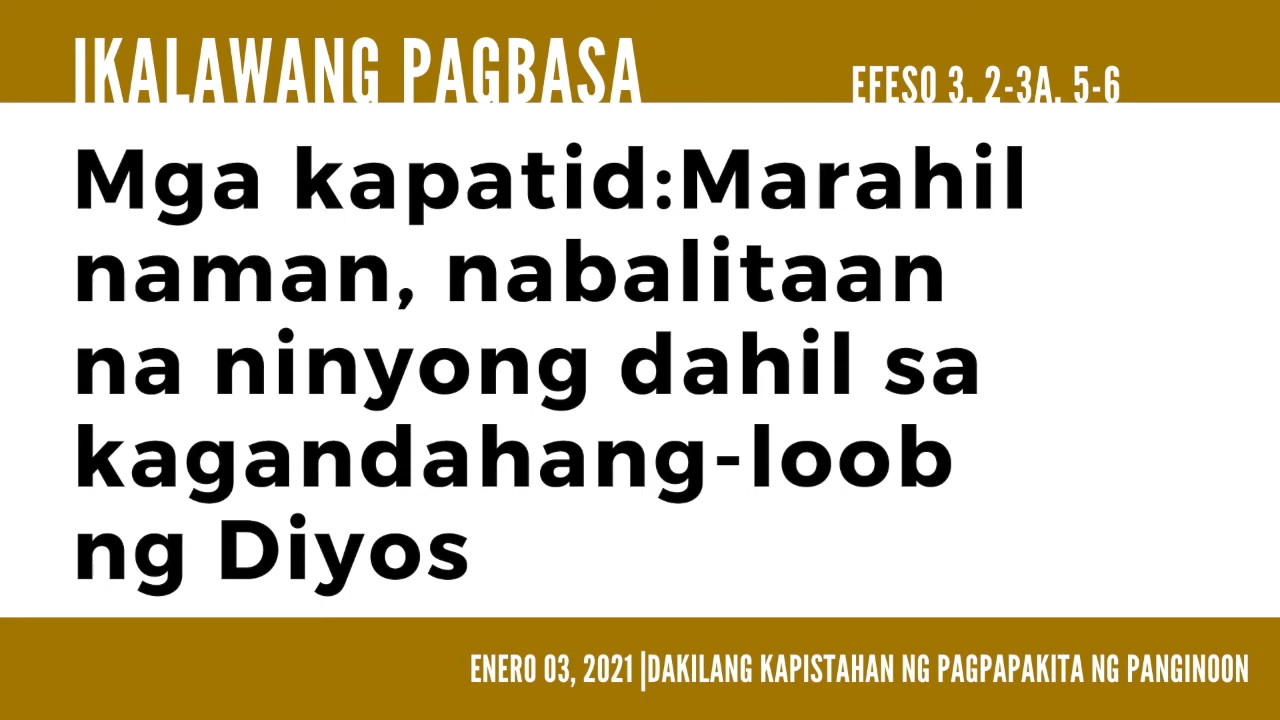 IKALAWANG PAGBASA
EFESO 3, 2-3A, 5-6
Mga kapatid:Marahil
naman, nabalitaan
na ninyong dahil sa
kagandahang-loob
ng Diyos
ENERO 03, 2021 |DAKILANG KAPISTAHAN NG PAGPAPAKITA NG PANGINOON